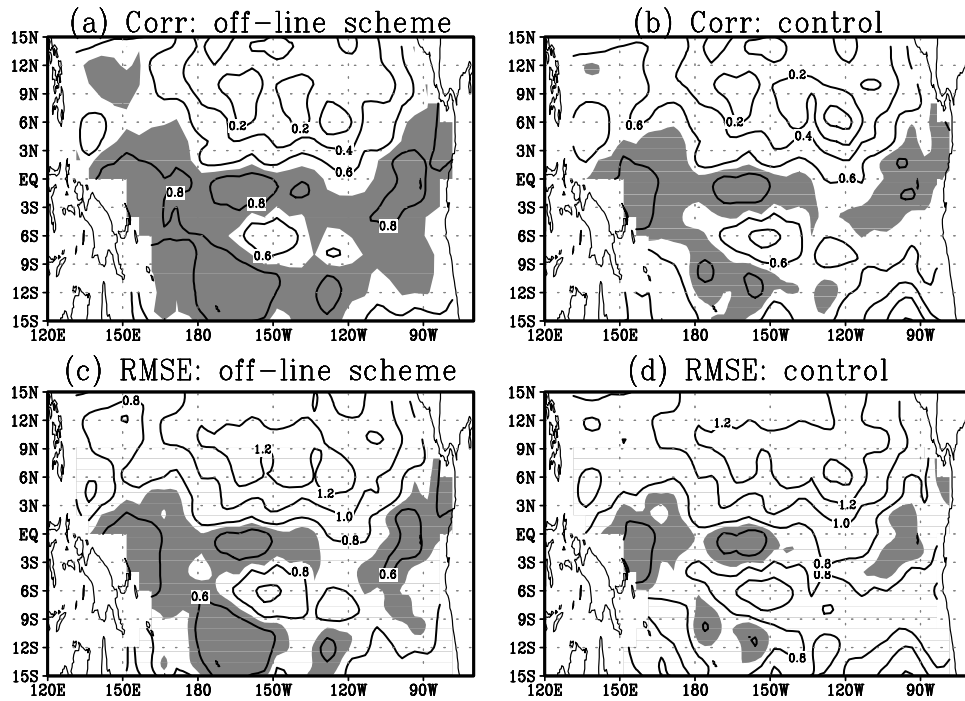 (a) Corr: off-line scheme
15N
12N
9N
6N
3N
EQ
3S
6S
9S
12S
15S
120E 150E 180 150W 120W 90W
0.2
0.2
0.4
0.6
0.8
0.8
0.8
0.6
(b) Corr: control
15N
12N
9N
6N
3N
EQ
3S
6S
9S
12S
15S
120E 150E 180 150W 120W 90W
0.2
0.2
0.6
0.4
0.6
0.6
(c) RMSE: off-line scheme
15N
12N
9N
6N
3N
EQ
3S
6S
9S
12S
15S
120E 150E 180 150W 120W 90W
0.8
1.2
1.2
1.0
0.8
0.8
0.6
0.6
(d) RMSE: control
15N
12N
9N
6N
3N
EQ
3S
6S
9S
12S
15S
120E 150E 180 150W 120W 90W
1.2
1.2
1.0
0.8
0.8
0.8